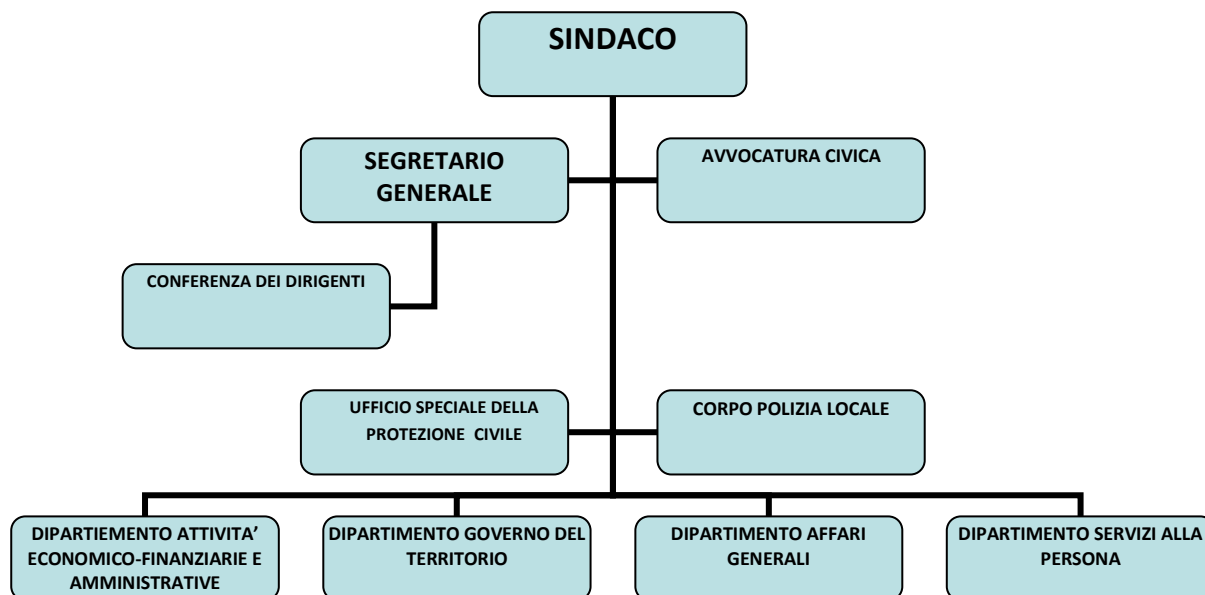 SINDACO
SEGRETARIO
GENERALE
AVVOCATURA CIVICA
CONFERENZA DEI DIRIGENTI
UFFICIO SPECIALE DELLA
PROTEZIONE CIVILE
CORPO POLIZIA LOCALE
DIPARTIEMENTO ATTIVITA’
ECONOMICO-FINANZIARIE E
AMMINISTRATIVE
DIPARTIMENTO GOVERNO DEL
TERRITORIO
DIPARTIMENTO AFFARI
GENERALI
DIPARTIMENTO SERVIZI ALLA
PERSONA